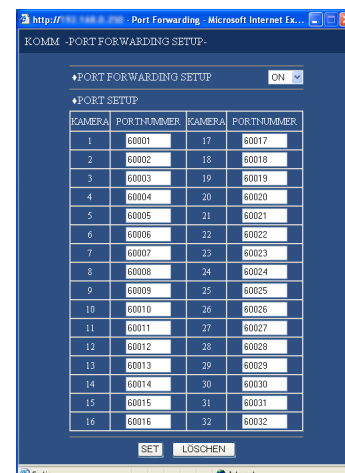 http:// - Port Forwarding - Microsoft Internet Ex...
KOMM -PORT FORWARDING SETUP-
♦PORT FORWARDING SETUP ON
♦PORT SETUP
KAMERA PORTNUMMER KAMERA PORTNUMMER
1 60001 17 60017
2 60002 18 60018
3 60003 19 60019
4 60004 20 60020
5 60005 21 60021
6 60006 22 60022
7 60007 23 60023
8 60008 24 60024
9 60009 25 60025
10 60010 26 60026
11 60011 27 60027
12 60012 28 60028
13 60013 29 60029
14 60014 30 60030
15 60015 31 60031
16 60016 32 60032
SET LÖSCHEN